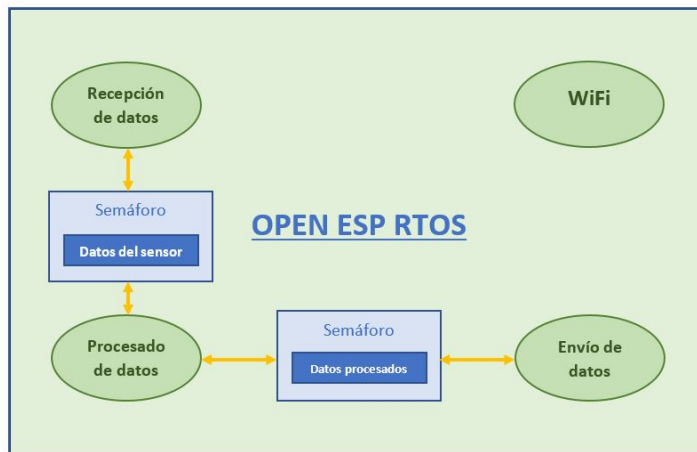 Recepción
de datos
WiFi
Semáforo
Datos del sensor
OPEN ESP RTOS
Procesado
de datos
Semáforo
Datos procesados
Envío de
datos